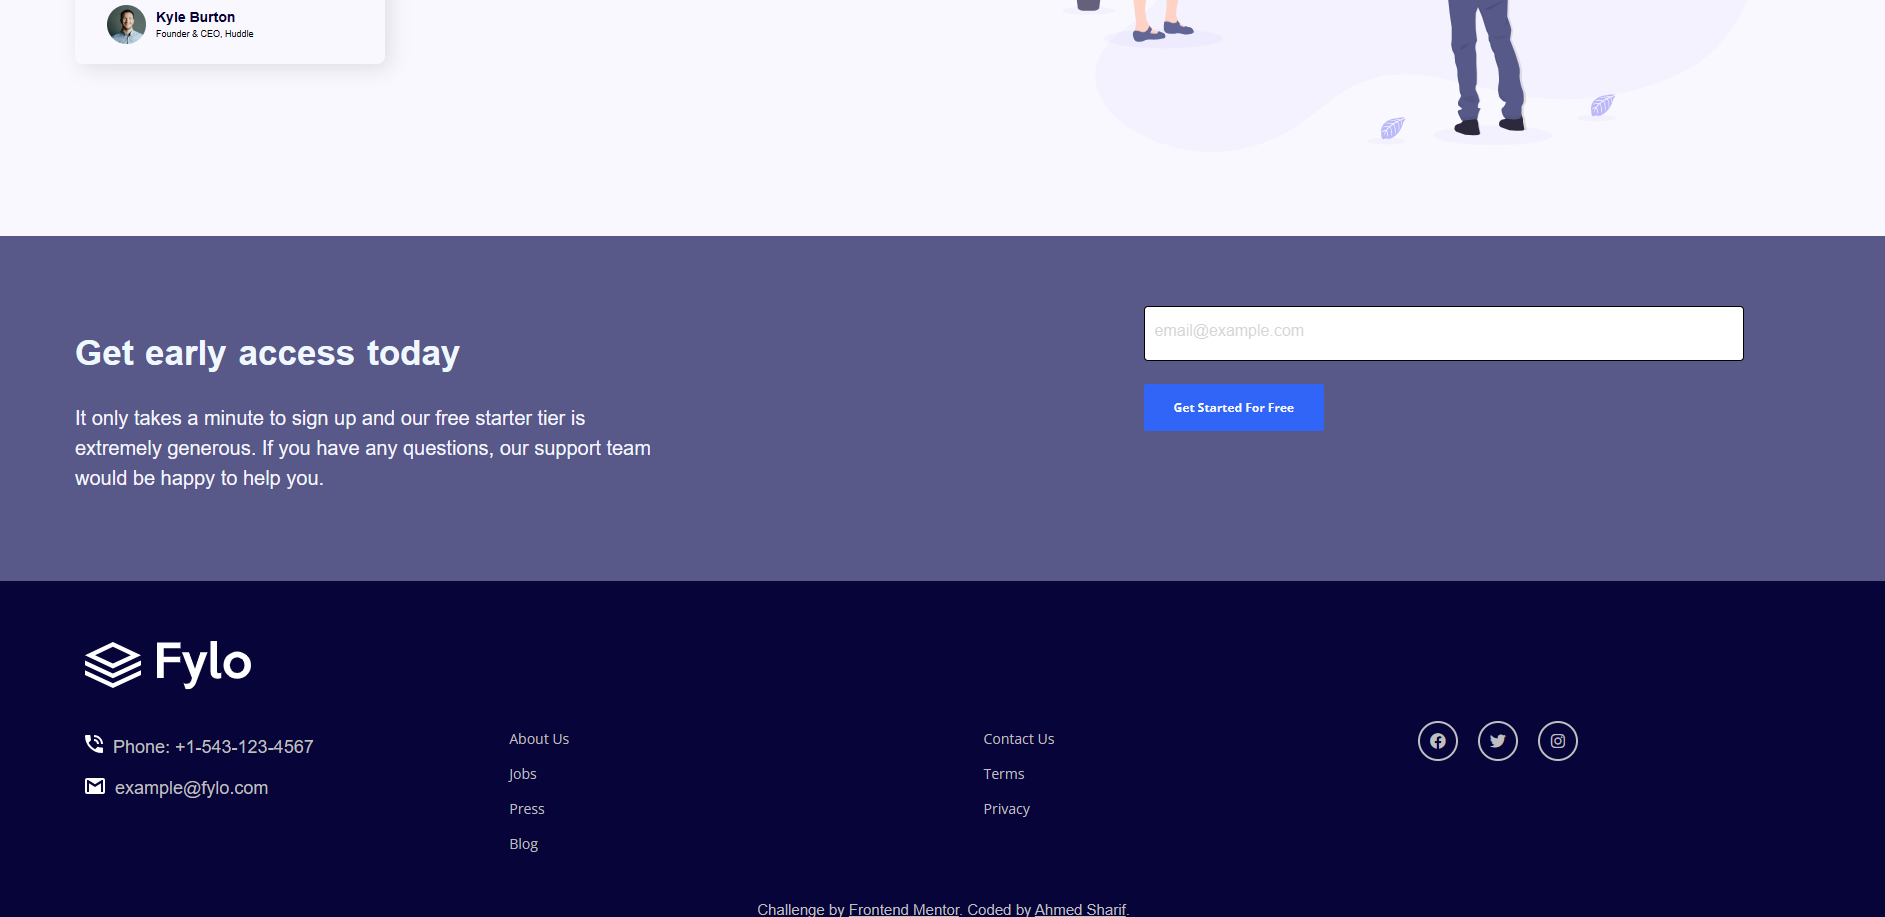 Kyle Burton
Founder & CEO, Huddle
Get early access today
It only takes a minute to sign up and our free starter tier is
extremely generous. If you have any questions, our support team
would be happy to help you.
email@example.com
Get Started For Free
Fylo
Phone: +1-543-123-4567
example@fylo.com
About Us
Jobs
Press
Blog
Contact Us
Terms
Privacy
Challenge by Frontend Mentor. Coded by Ahmed Sharif.